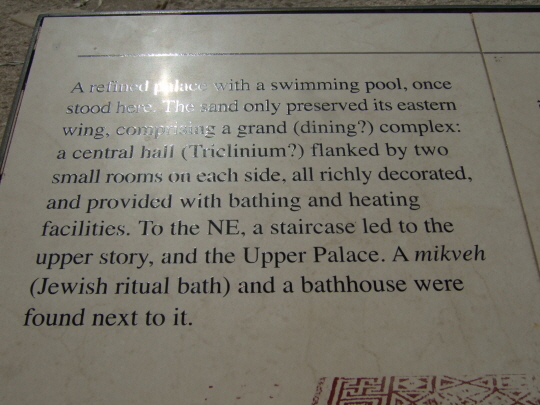 A refined palace with a swimming pool, once
stood here. The sand only preserved its eastern
wing, comprising a grand (dining?) complex:
a central hall (Triclinium?) flanked by two
small rooms on each side, all richly decorated,
and provided with bathing and heating
facilities. To the NE, a staircase led to the
upper story, and the Upper Palace. A mikveh
(Jewish ritual bath) and a bathhouse were
found next to it.